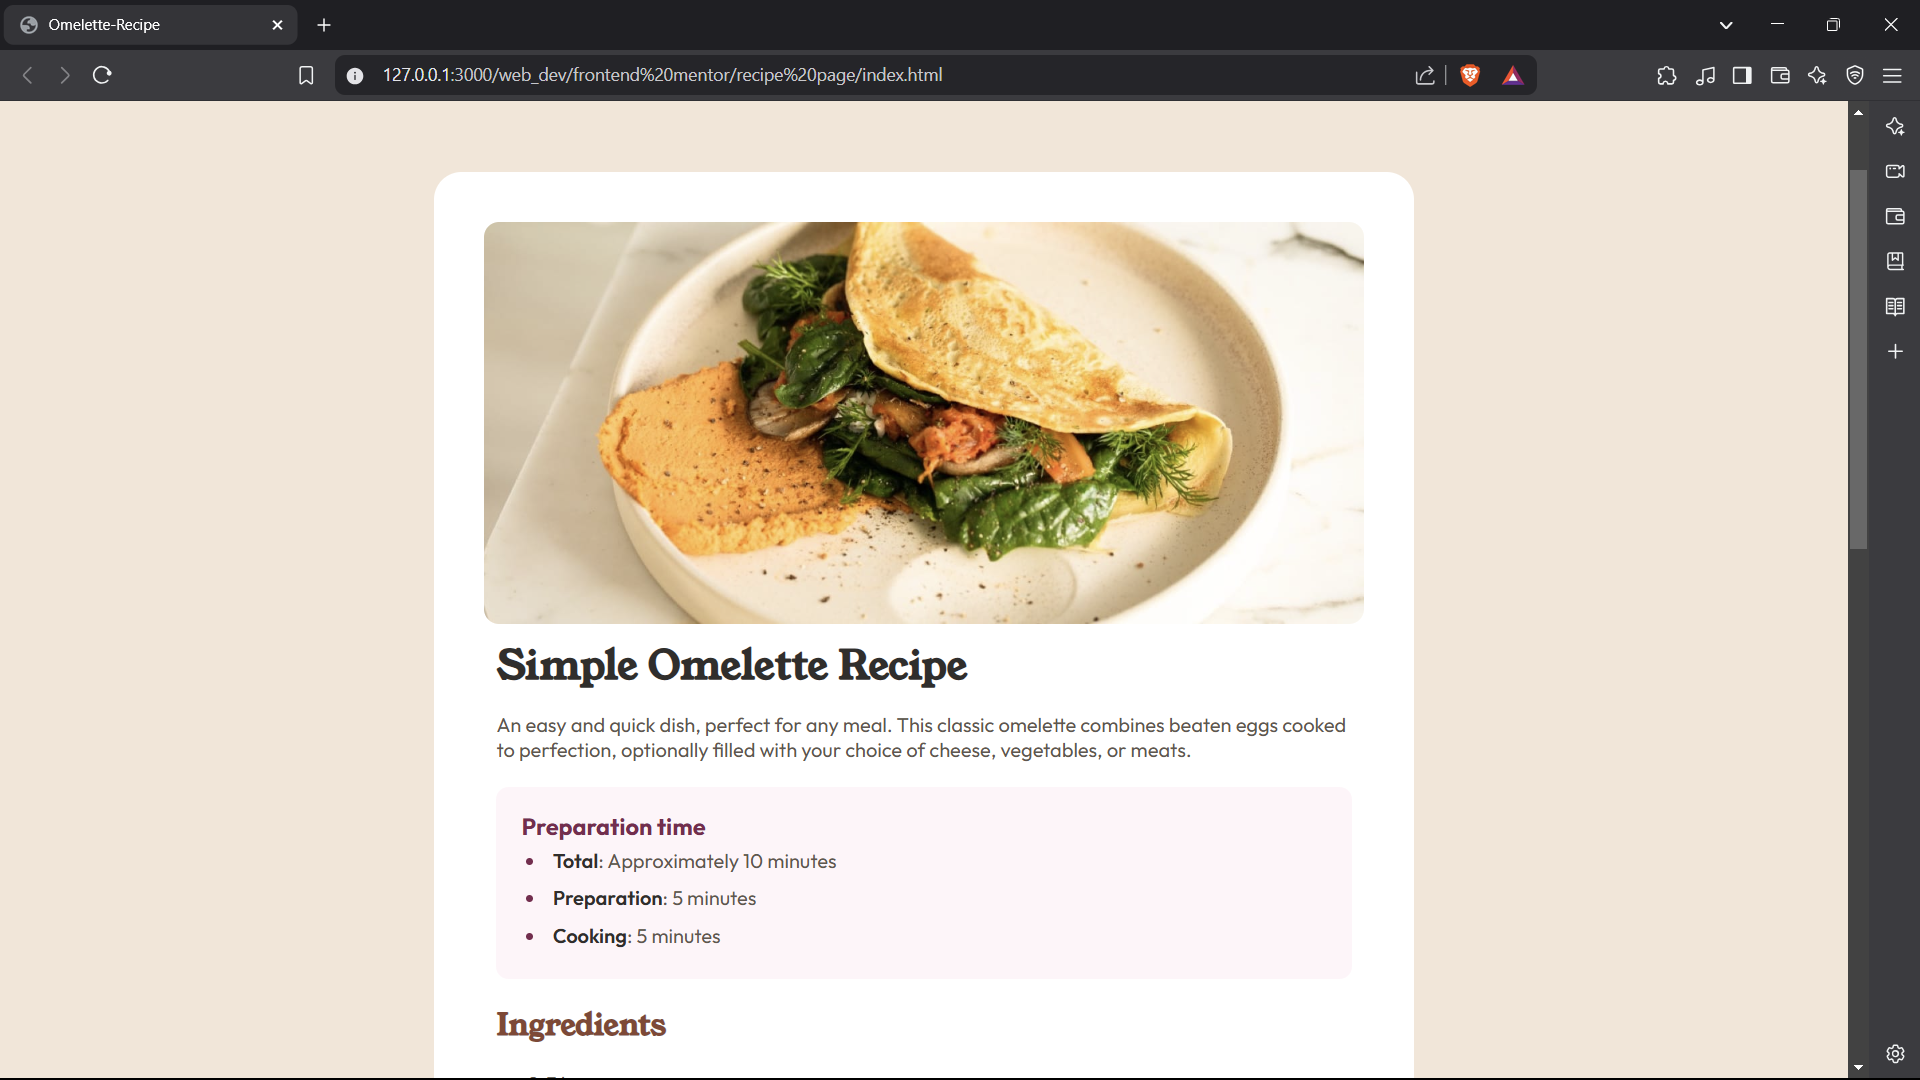 Omelette-Recipe
127.0.0.1:3000/web_dev/frontend%20mentor/recipe%20page/index.html
Simple Omelette Recipe
An easy and quick dish, perfect for any meal. This classic omelette combines beaten eggs cooked
to perfection, optionally filled with your choice of cheese, vegetables, or meats.
Preparation time
• Total: Approximately 10 minutes
• Preparation: 5 minutes
• Cooking: 5 minutes
Ingredients